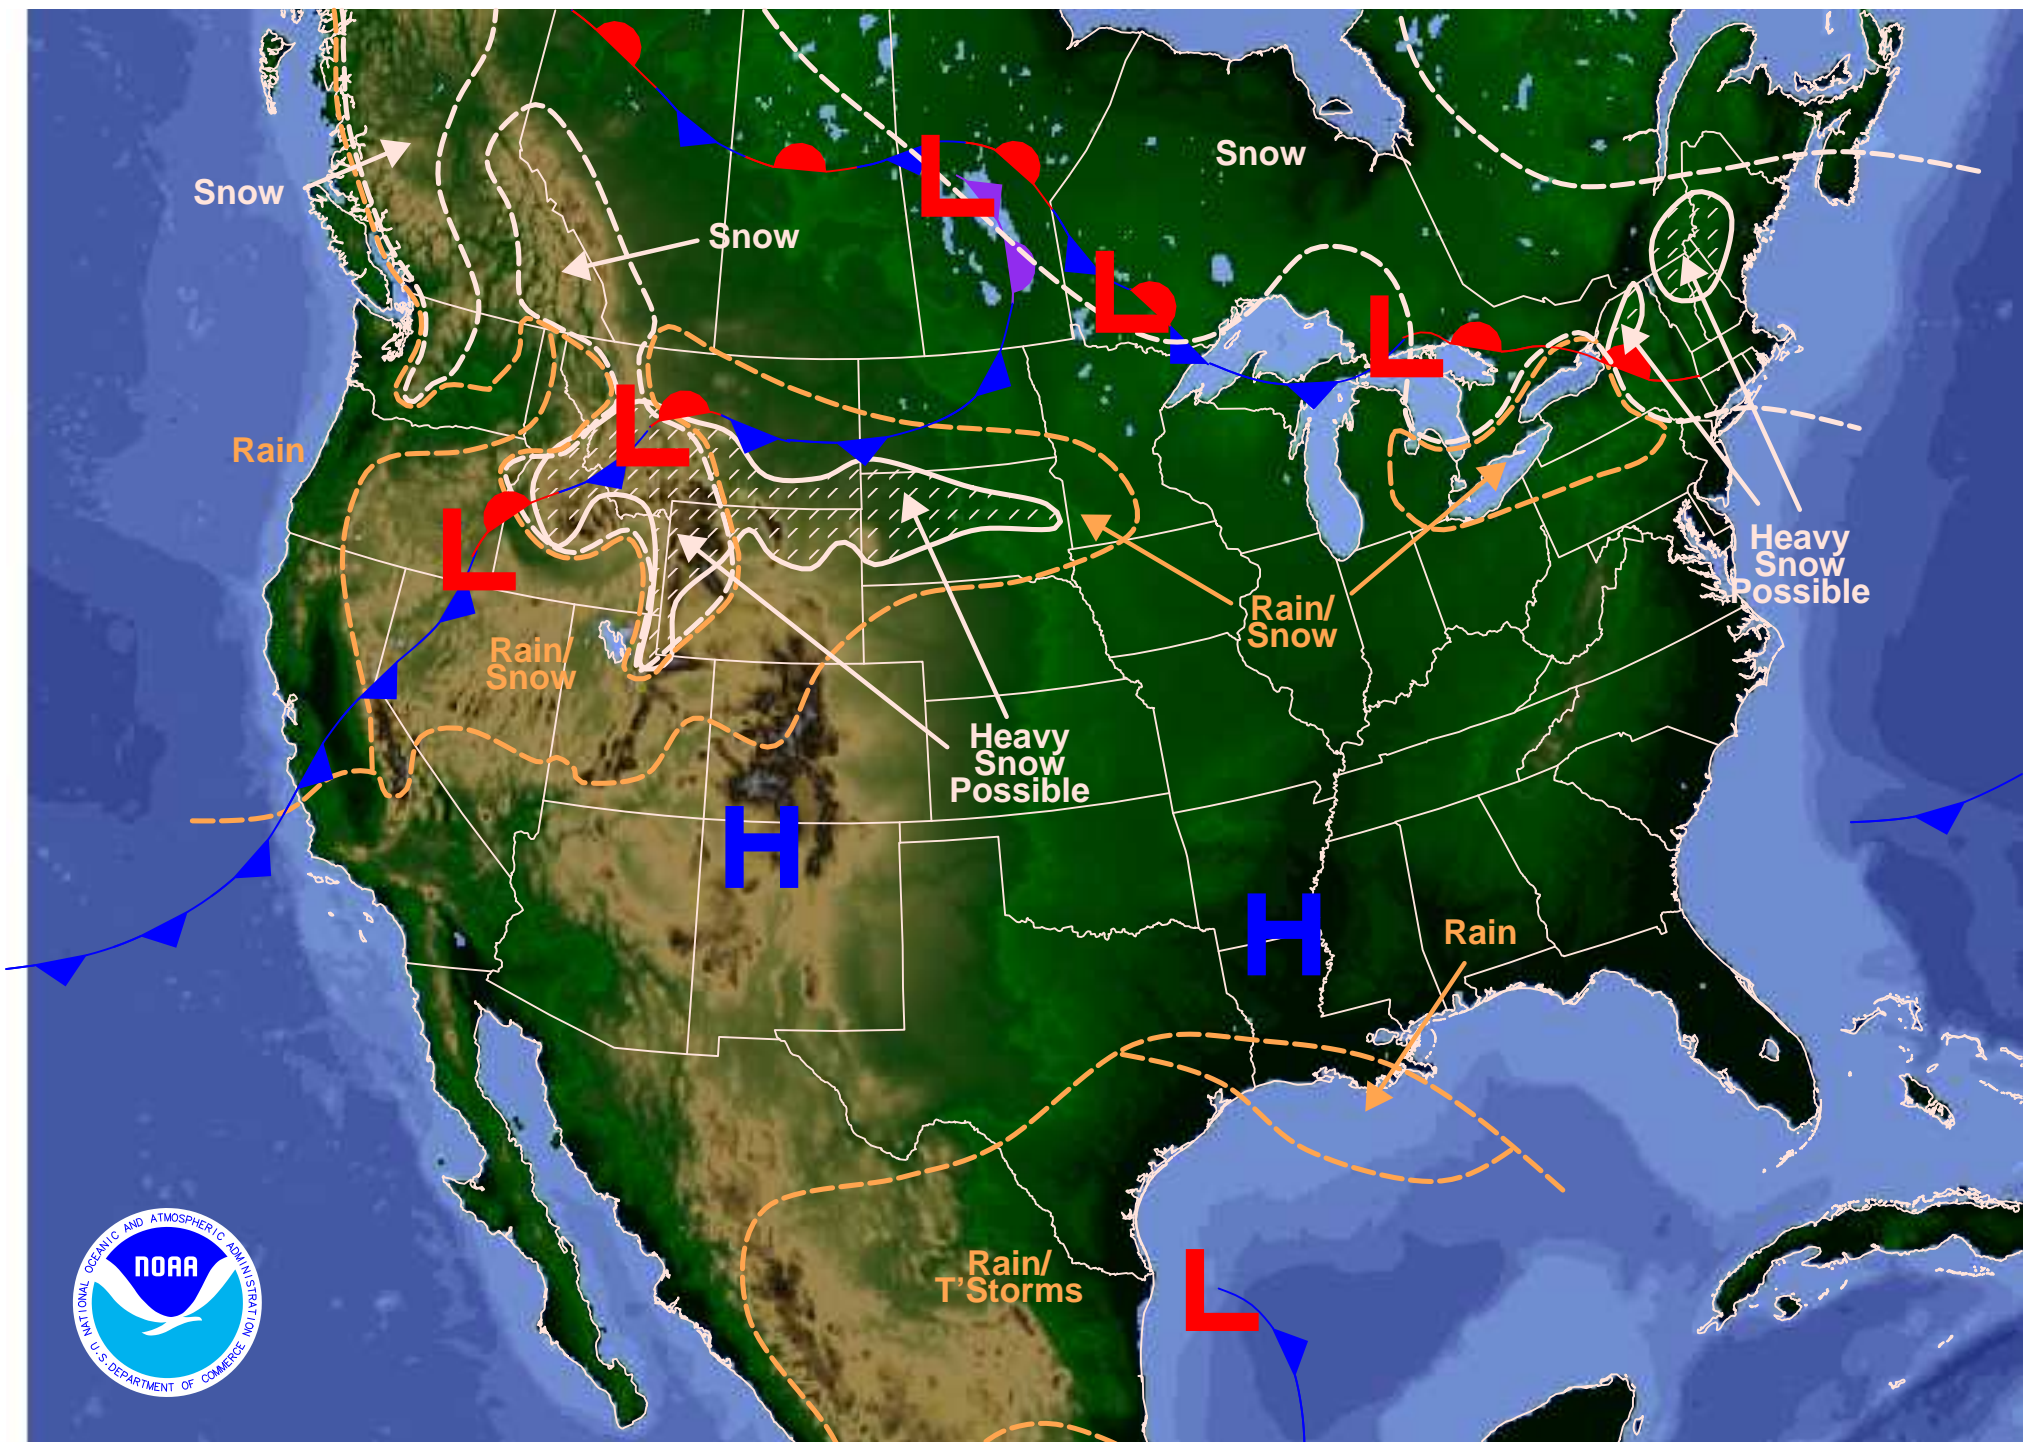 Snow
Snow
Snow
L
L
L
L
L
Rain
L
Heavy
Snow
Possible
Rain/
Snow
Rain/
Snow
Heavy
Snow
Possible
H
H
Rain
Rain/
T'Storms
L
NATIONAL OCEANIC AND ATMOSPHERIC ADMINISTRATION
NOAA
U.S. DEPARTMENT OF COMMERCE